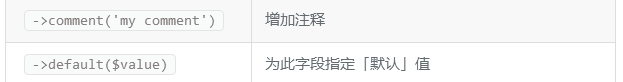 ->comment('my comment') 增加注释
->default($value) 为此字段指定「默认」值